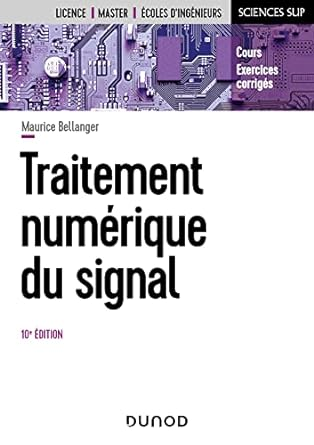 LICENCE | MASTER | ÉCOLES D'INGÉNIEURS SCIENCES SUP
Cours
Exercices
corrigés
Maurice Bellanger
Traitement
numérique
du signal
10e ÉDITION
DUNOD